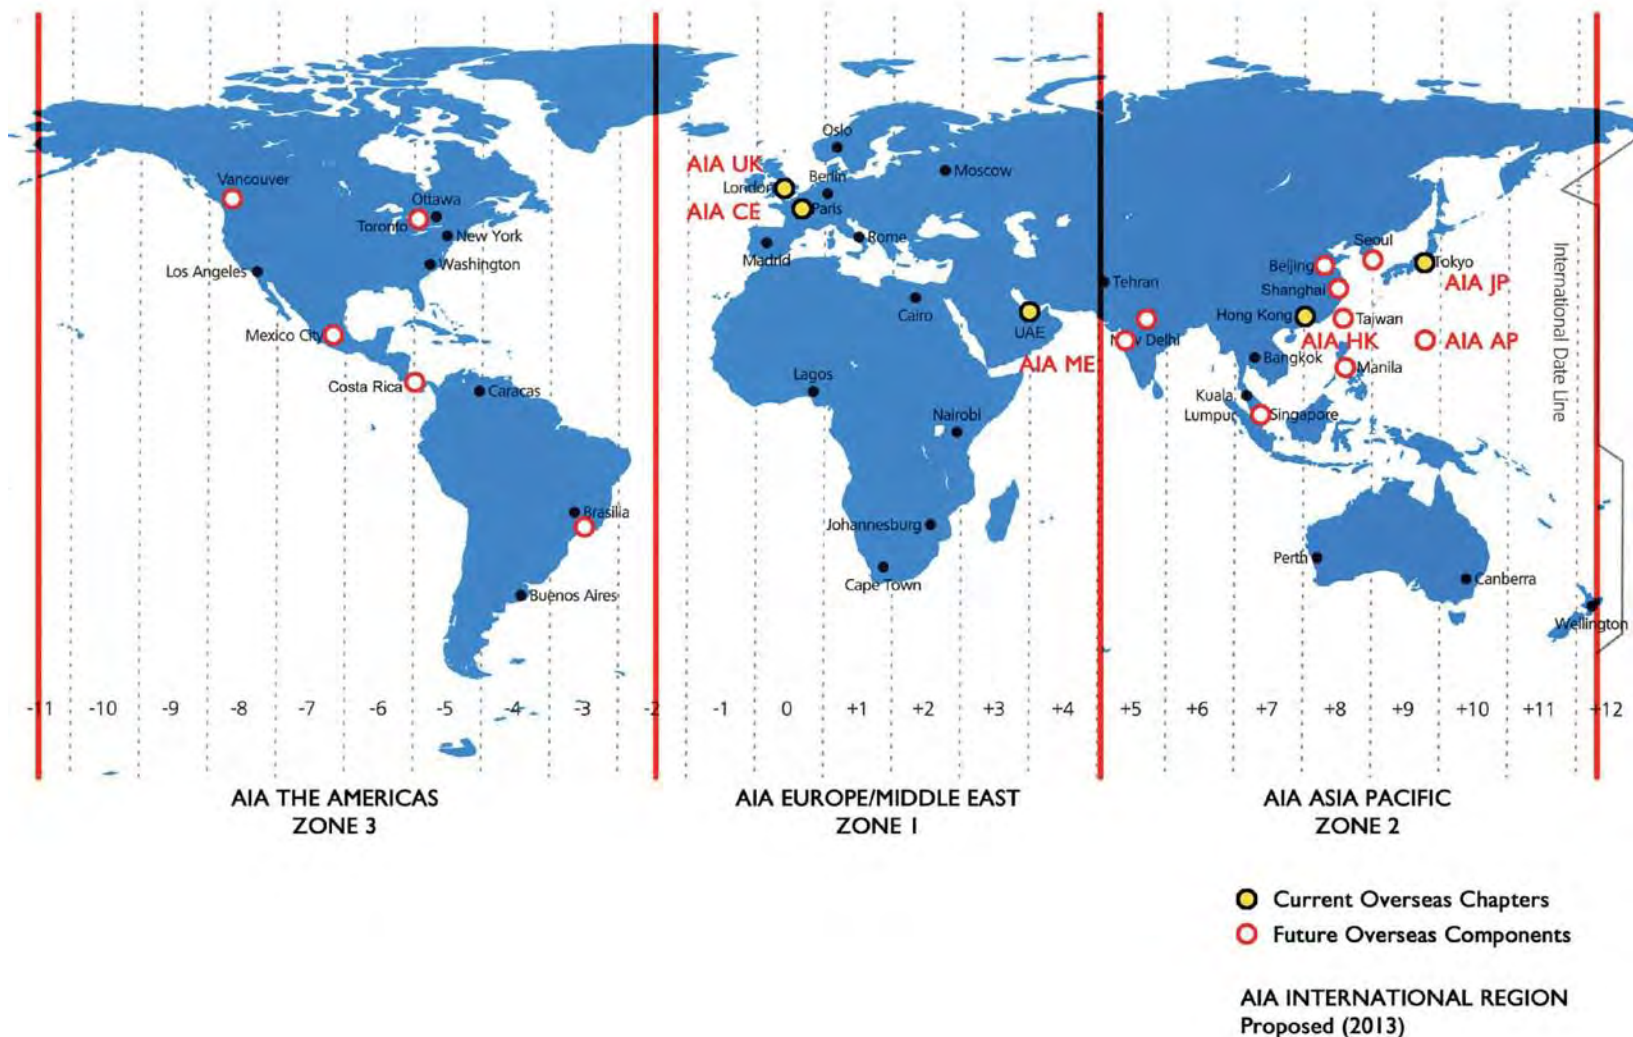 Oslo
AIA UK
Moscow
Vancouver
London
Berlin
Ottawa
AIA CE
Paris
Toronto
New York
Rome
Seoul
Madrid
Los Angeles
Washington
Beijing
Tokyo
Tehran
AIA JP
Shanghai
Cairo
Hong Kong
Taiwan
UAE
Mexico City
New Delhi
AIA HK
AIA AP
International Date Line
Bangkok
AIA ME
Manila
Lagos
Costa Rica
Caracas
Kuala
Lumpur
Nairobi
Singapore
Brasilia
Johannesburg
Perth
Cape Town
Canberra
Buenos Aires
Wellington
-11 -10 -9 -8 -7 -6 -5 -4 -3 -2 -1 0 +1 +2 +3 +4 +5 +6 +7 +8 +9 +10 +11 +12
AIA THE AMERICAS
ZONE 3
AIA EUROPE/MIDDLE EAST
ZONE 1
AIA ASIA PACIFIC
ZONE 2
Current Overseas Chapters
Future Overseas Components
AIA INTERNATIONAL REGION
Proposed (2013)